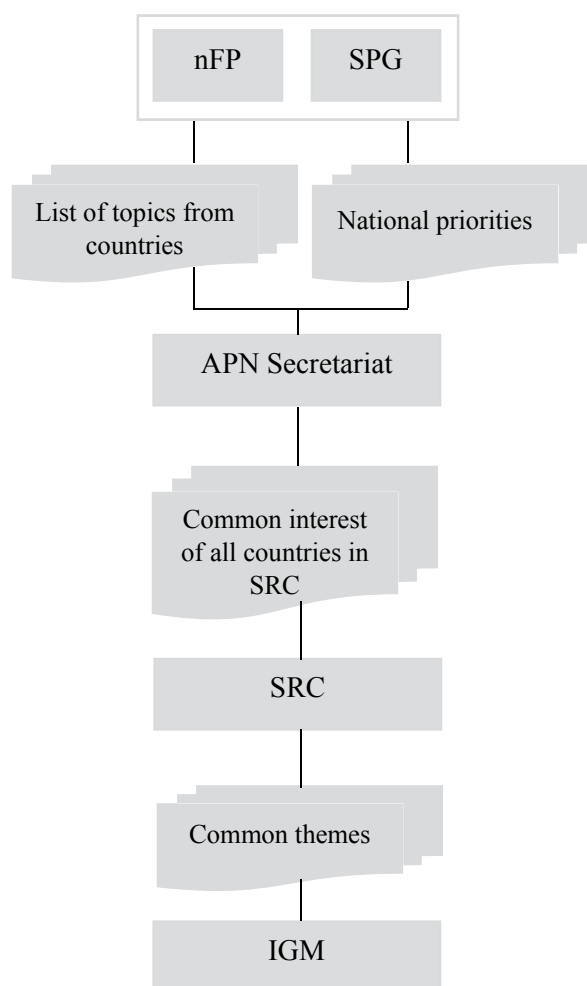 nFP
SPG
List of topics from
countries
National priorities
APN Secretariat
Common interest
of all countries in
SRC
SRC
Common themes
IGM